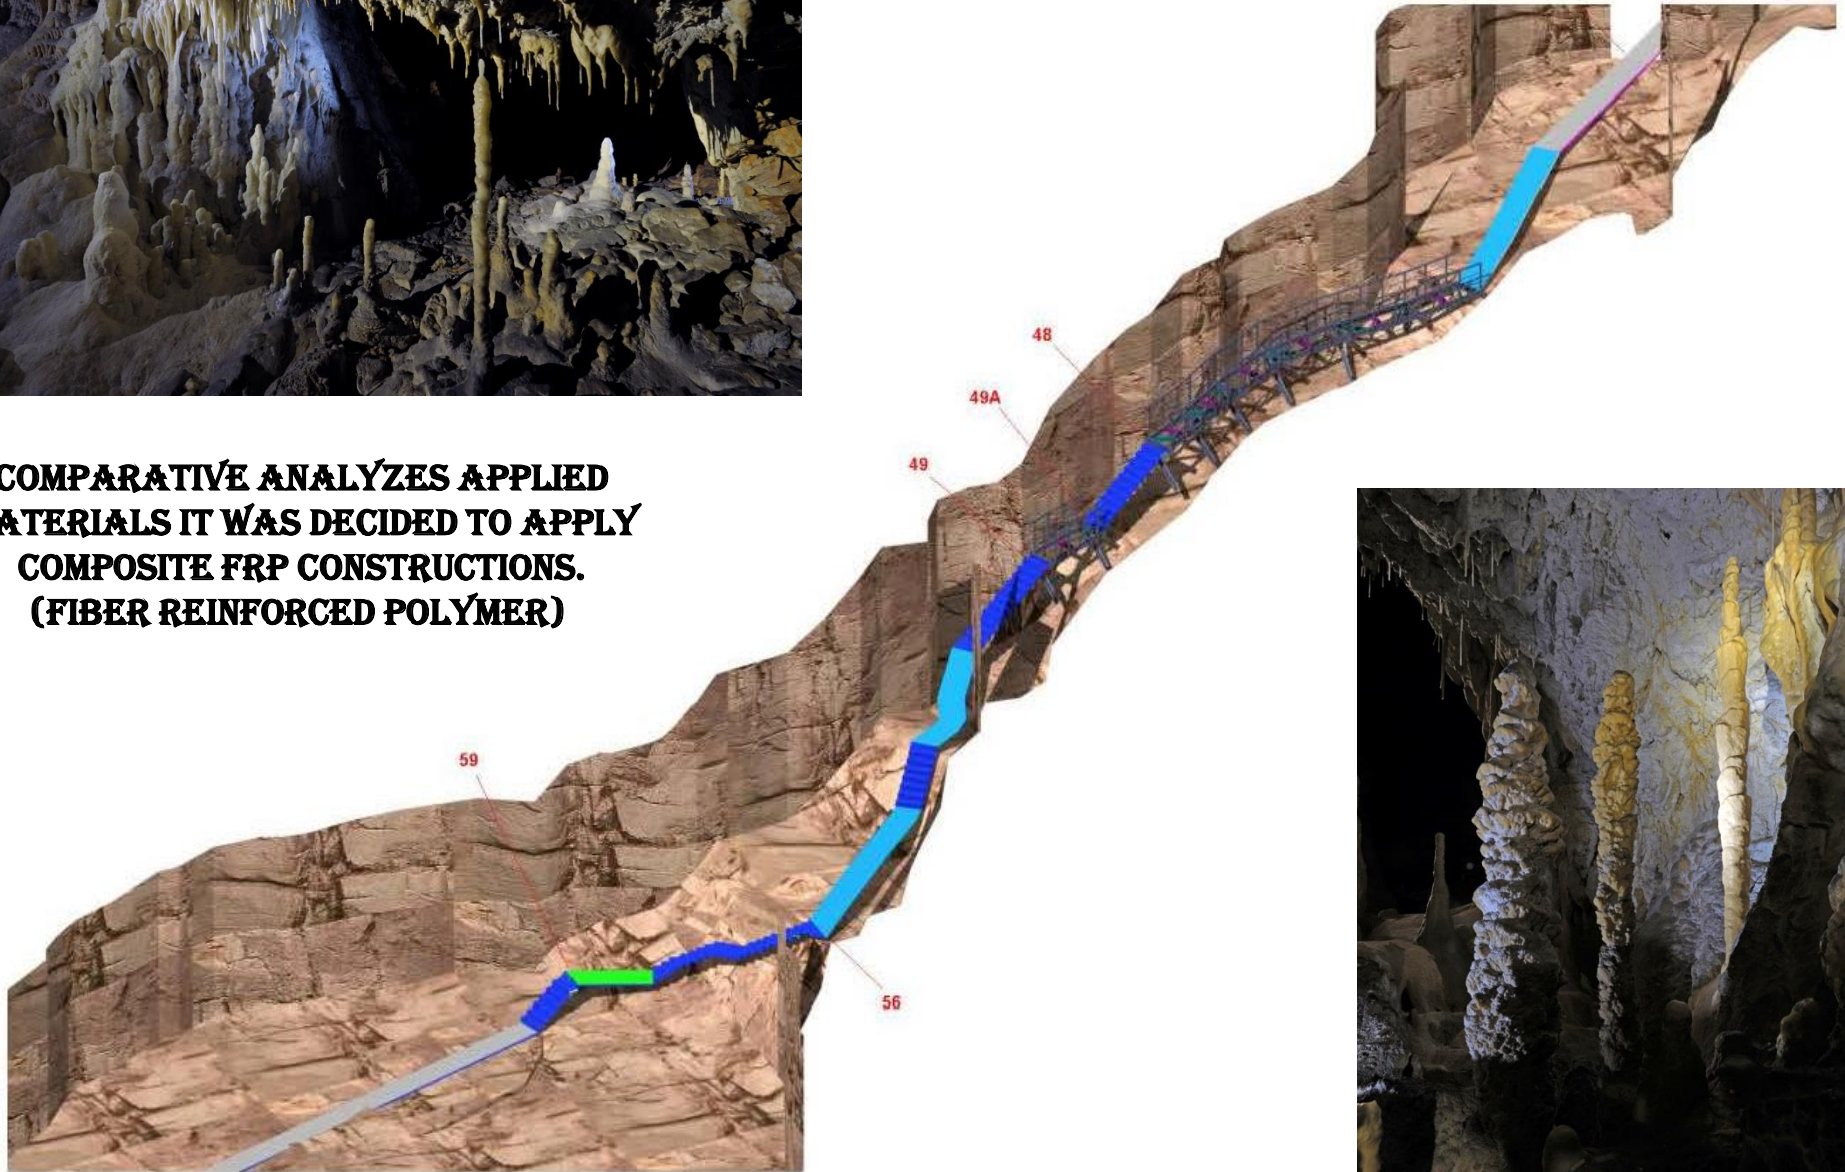 48
49A
49
COMPARATIVE ANALYZES APPLIED
ATERIALS IT WAS DECIDED TO APPLY
COMPOSITE FRP CONSTRUCTIONS.
(FIBER REINFORCED POLYMER)
59
56